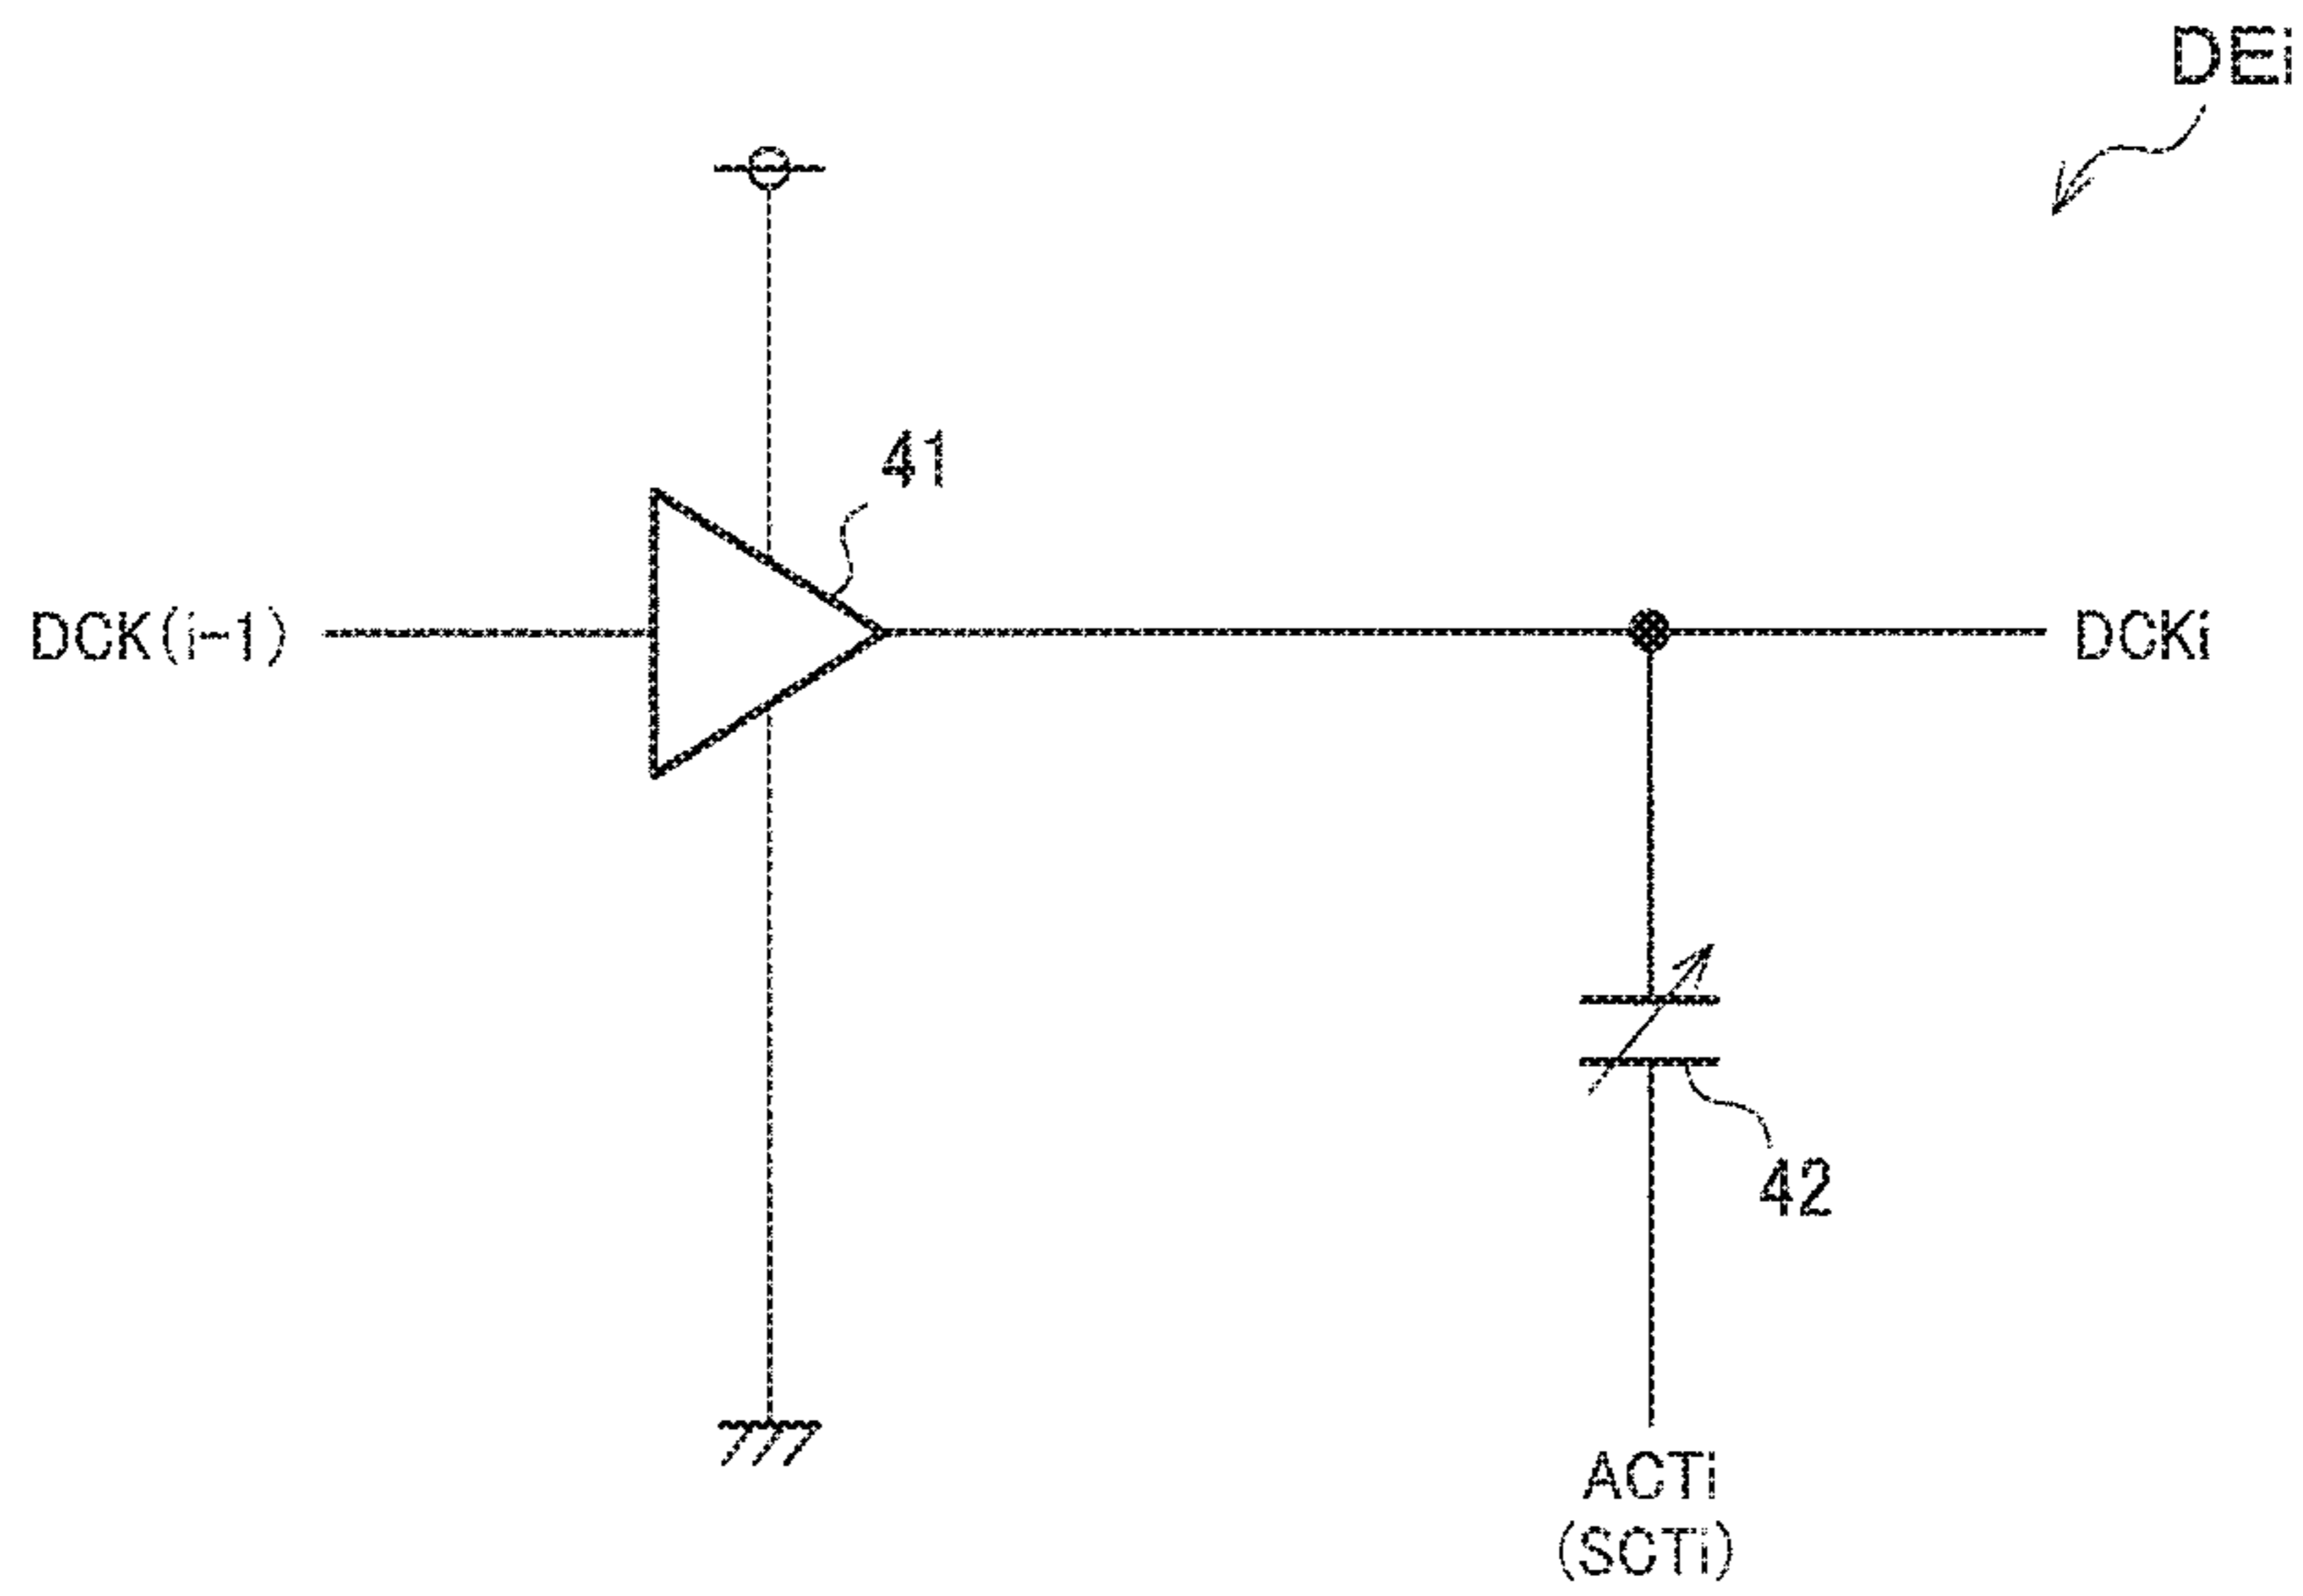 DEi
41
DCK(i-1)
DCKi
42
ACTi
(SCTi)